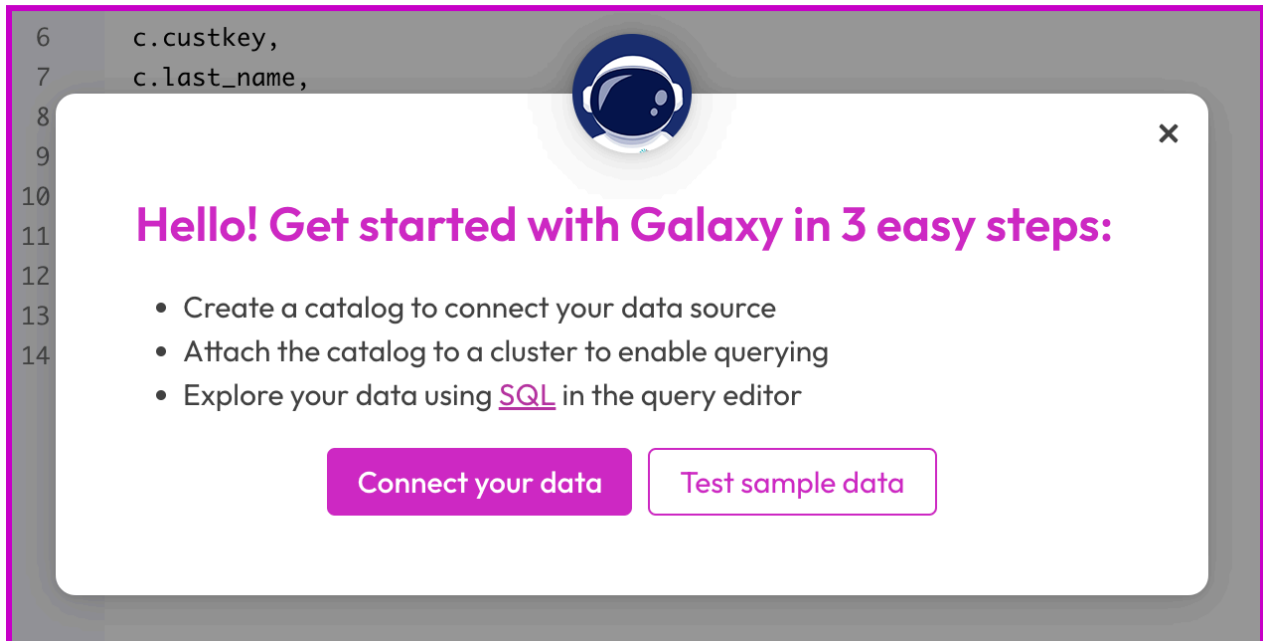 6 c.custkey,
7 c.last_name,
8
9
10
11
12
13
14
Hello! Get started with Galaxy in 3 easy steps:
• Create a catalog to connect your data source
• Attach the catalog to a cluster to enable querying
• Explore your data using SQL in the query editor
Connect your data
Test sample data